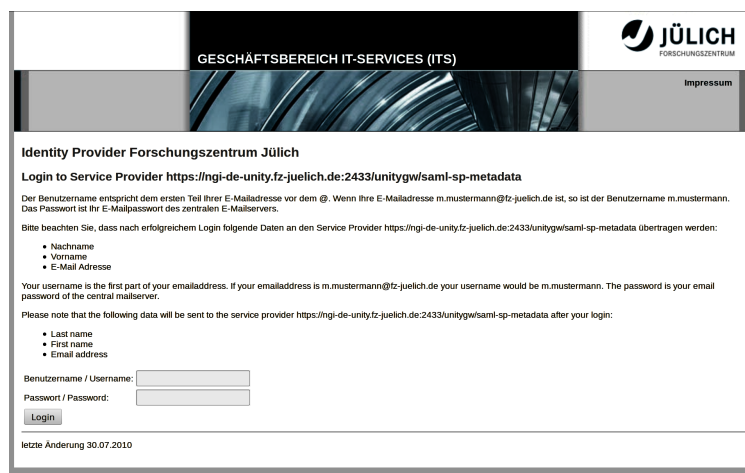 GESCHÄFTSBEREICH IT-SERVICES (ITS)
JÜLICH
FORSCHUNGSZENTRUM
Impressum
Identity Provider Forschungszentrum Jülich
Login to Service Provider https://ngi-de-unity.fz-juelich.de:2433/unitygw/saml-sp-metadata
Der Benutzername entspricht dem ersten Teil Ihrer E-Mailadresse vor dem @. Wenn Ihre E-Mailadresse m.mustermann@fz-juelich.de ist, so ist der Benutzername m.mustermann.
Das Passwort ist Ihr E-Mailpasswort des zentralen E-Mailservers.
Bitte beachten Sie, dass nach erfolgreichem Login folgende Daten an den Service Provider https://ngi-de-unity.fz-juelich.de:2433/unitygw/saml-sp-metadata übertragen werden:
• Nachname
• Vorname
• E-Mail Adresse
Your username is the first part of your emailaddress. If your emailaddress is m.mustermann@fz-juelich.de your username would be m.mustermann. The password is your email
password of the central mailserver.
Please note that the following data will be sent to the service provider https://ngi-de-unity.fz-juelich.de:2433/unitygw/saml-sp-metadata after your login:
• Last name
• First name
• Email address
Benutzername / Username:
Passwort / Password:
Login
letzte Änderung 30.07.2010